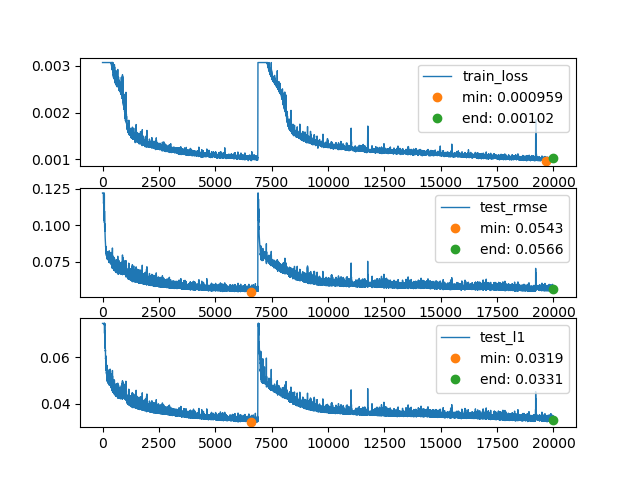 0.003
0.002
0.001
train_loss
min: 0.000959
end: 0.00102
0 2500 5000 7500 10000 12500 15000 17500 20000
0.125
0.100
0.075
test_rmse
min: 0.0543
end: 0.0566
0 2500 5000 7500 10000 12500 15000 17500 20000
0.06
0.04
test_l1
min: 0.0319
end: 0.0331
0 2500 5000 7500 10000 12500 15000 17500 20000